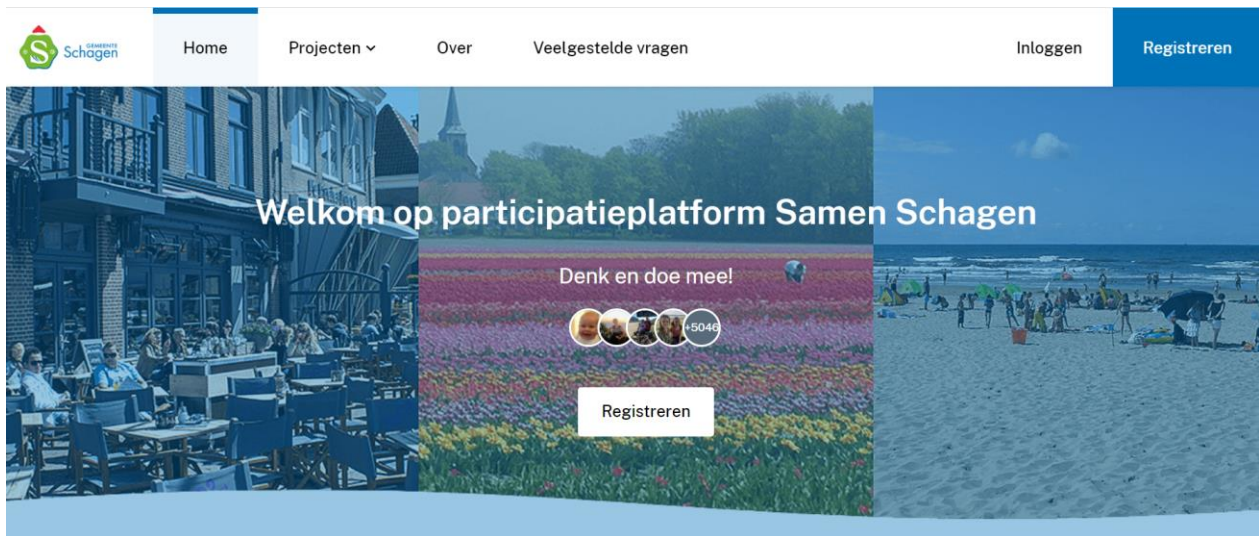 GEMEENTE
Schagen
Home
Projecten
Over
Veelgestelde vragen
Inloggen
Registreren
Welkom op participatieplatform Samen Schagen
Denk en doe mee!
+5046
Registreren